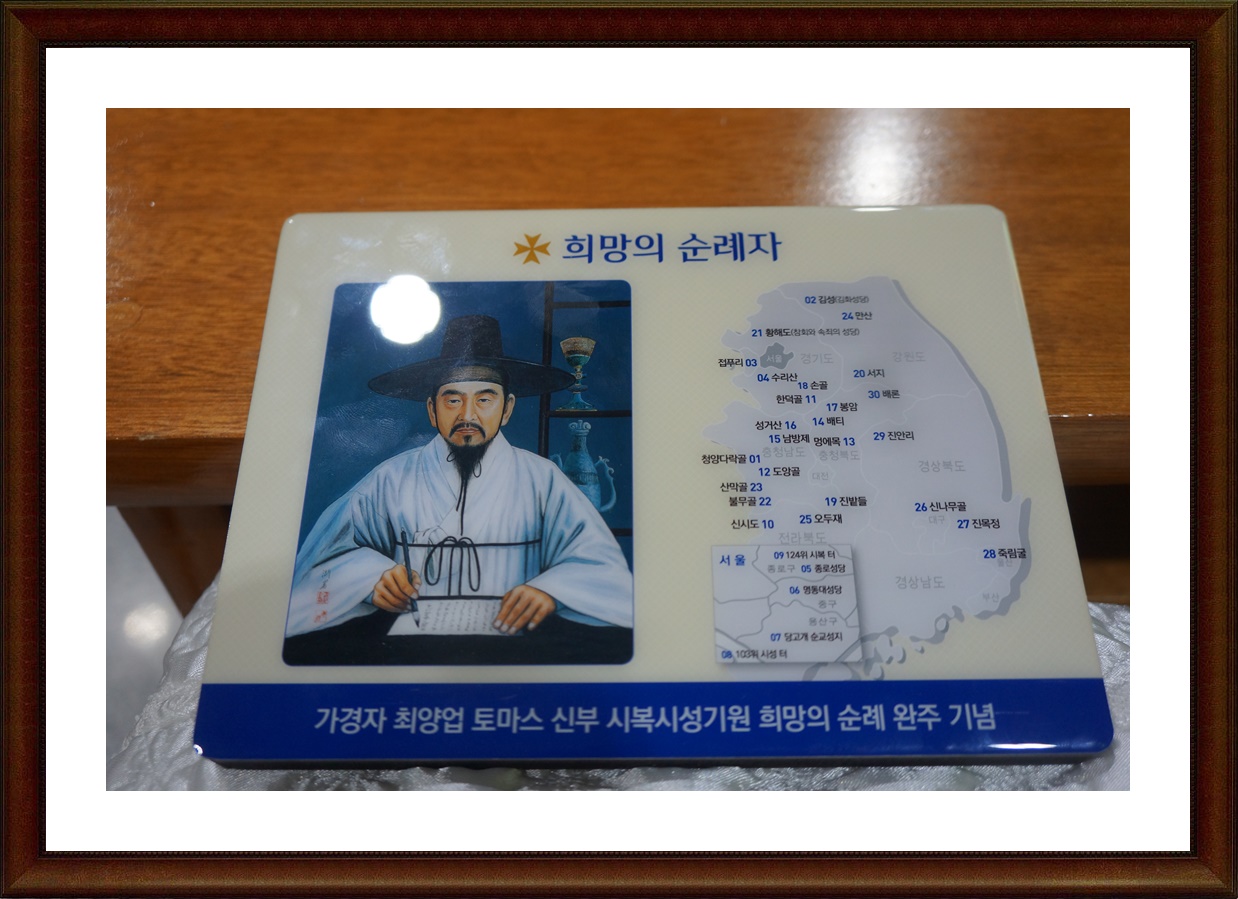 희망의 순례자
02 김성(김화성당)
24 만산
21 황해도(참회와 속죄의 성당)
접푸리 03
서울
경기도
강원도
04 수리산
20 서지
18 손골
한덕골 11
30 배론
17 봉암
성거산 16
14 배티
15 남방제
멍에목 13
29 진안리
충청남도
충청북도
청양다락골 01
경상북도
12 도앙골
대전
산막골 23
불무골 22
19 진밭들
26 신나무골
신시도 10
25 오두재
대구
27 진목정
전라북도
28 죽림굴
울산
경상남도
부산
서울
09 124위 시복 터
종로구
05 종로성당
06 명동대성당
중구
용산구
07 당고개 순교성지
08 103위 시성 터
가경자 최양업 토마스 신부 시복시성기원 희망의 순례 완주 기념